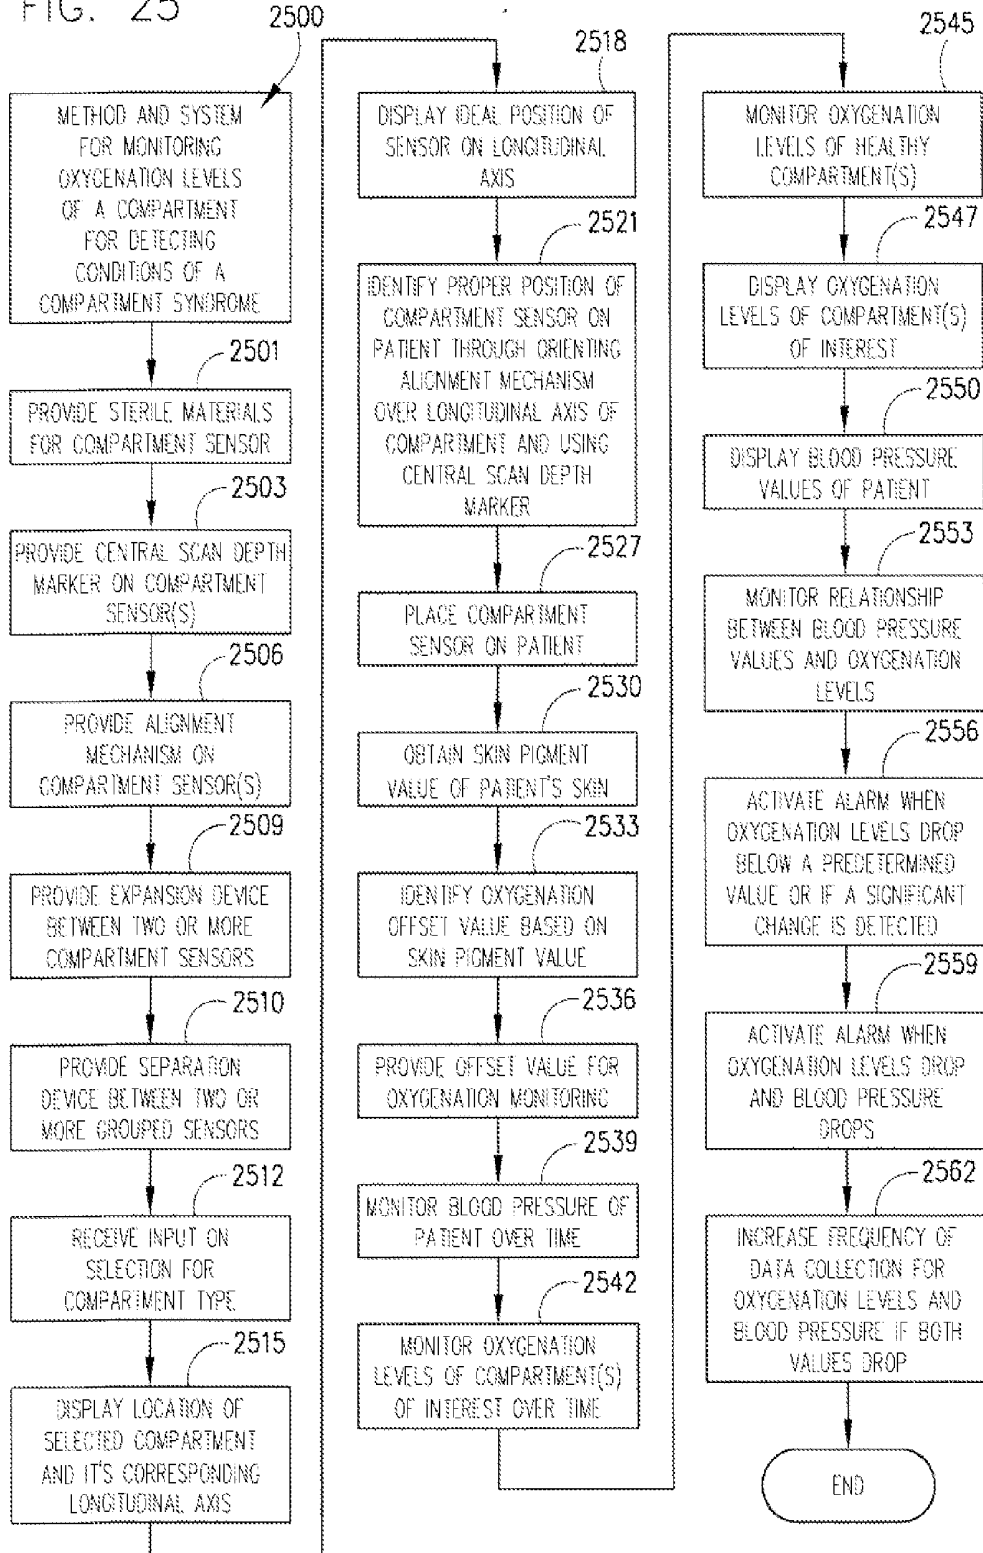 FIG. 25
2500
METHOD AND SYSTEM
FOR MONITORING
OXYGENATION LEVELS
OF A COMPARTMENT
FOR DETECTING
CONDITIONS OF A
COMPARTMENT SYNDROME
2501
PROVIDE STERILE MATERIALS
FOR COMPARTMENT SENSOR
2503
PROVIDE CENTRAL SCAN DEPTH
MARKER ON COMPARTMENT
SENSOR(S)
2506
PROVIDE ALIGNMENT
MECHANISM ON
COMPARTMENT SENSOR(S)
2509
PROVIDE EXPANSION DEVICE
BETWEEN TWO OR MORE
COMPARTMENT SENSORS
2510
PROVIDE SEPARATION
DEVICE BETWEEN TWO OR
MORE GROUPED SENSORS
2512
RECEIVE INPUT ON
SELECTION FOR
COMPARTMENT TYPE
2515
DISPLAY LOCATION OF
SELECTED COMPARTMENT
AND IT'S CORRESPONDING
LONGITUDINAL AXIS
2518
DISPLAY IDEAL POSITION OF
SENSOR ON LONGITUDINAL
AXIS
2521
IDENTIFY PROPER POSITION OF
COMPARTMENT SENSOR ON
PATIENT THROUGH ORIENTING
ALIGNMENT MECHANISM
OVER LONGITUDINAL AXIS OF
COMPARTMENT AND USING
CENTRAL SCAN DEPTH
MARKER
2527
PLACE COMPARTMENT
SENSOR ON PATIENT
2530
OBTAIN SKIN PIGMENT
VALUE OF PATIENT'S SKIN
2533
IDENTIFY OXYGENATION
OFFSET VALUE BASED ON
SKIN PIGMENT VALUE
2536
PROVIDE OFFSET VALUE FOR
OXYGENATION MONITORING
2539
MONITOR BLOOD PRESSURE OF
PATIENT OVER TIME
2542
MONITOR OXYGENATION
LEVELS OF COMPARTMENT(S)
OF INTEREST OVER TIME
2545
MONITOR OXYGENATION
LEVELS OF HEALTHY
COMPARTMENT(S)
2547
DISPLAY OXYGENATION
LEVELS OF COMPARTMENT(S)
OF INTEREST
2550
DISPLAY BLOOD PRESSURE
VALUES OF PATIENT
2553
MONITOR RELATIONSHIP
BETWEEN BLOOD PRESSURE
VALUES AND OXYGENATION
LEVELS
2556
ACTIVATE ALARM WHEN
OXYGENATION LEVELS DROP
BELOW A PREDETERMINED
VALUE OR IF A SIGNIFICANT
CHANGE IS DETECTED
2559
ACTIVATE ALARM WHEN
OXYGENATION LEVELS DROP
AND BLOOD PRESSURE
DROPS
2562
INCREASE FREQUENCY OF
DATA COLLECTION FOR
OXYGENATION LEVELS AND
BLOOD PRESSURE IF BOTH
VALUES DROP
END